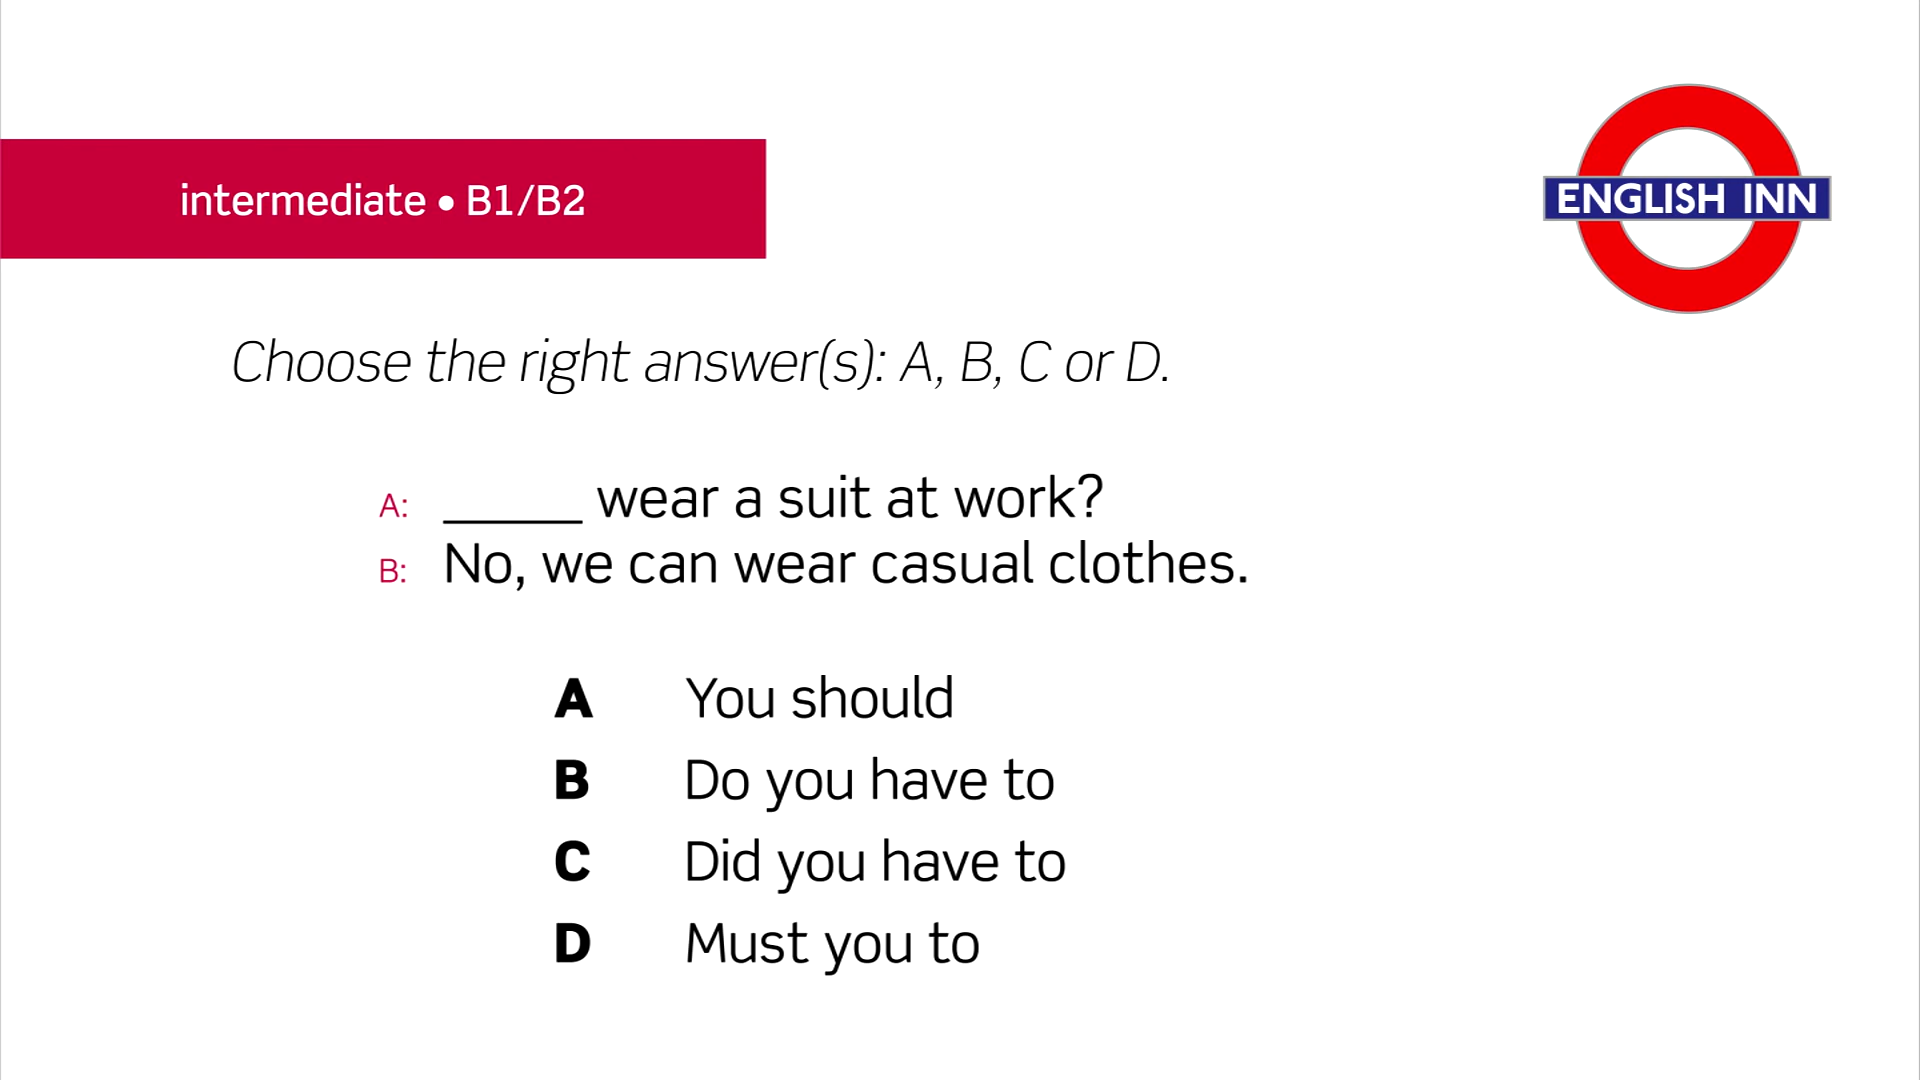 intermediate • B1/B2
ENGLISH INN
Choose the right answer(s): A, B, C or D.
A: _____ wear a suit at work?
B: No, we can wear casual clothes.
A You should
B Do you have to
C Did you have to
D Must you to